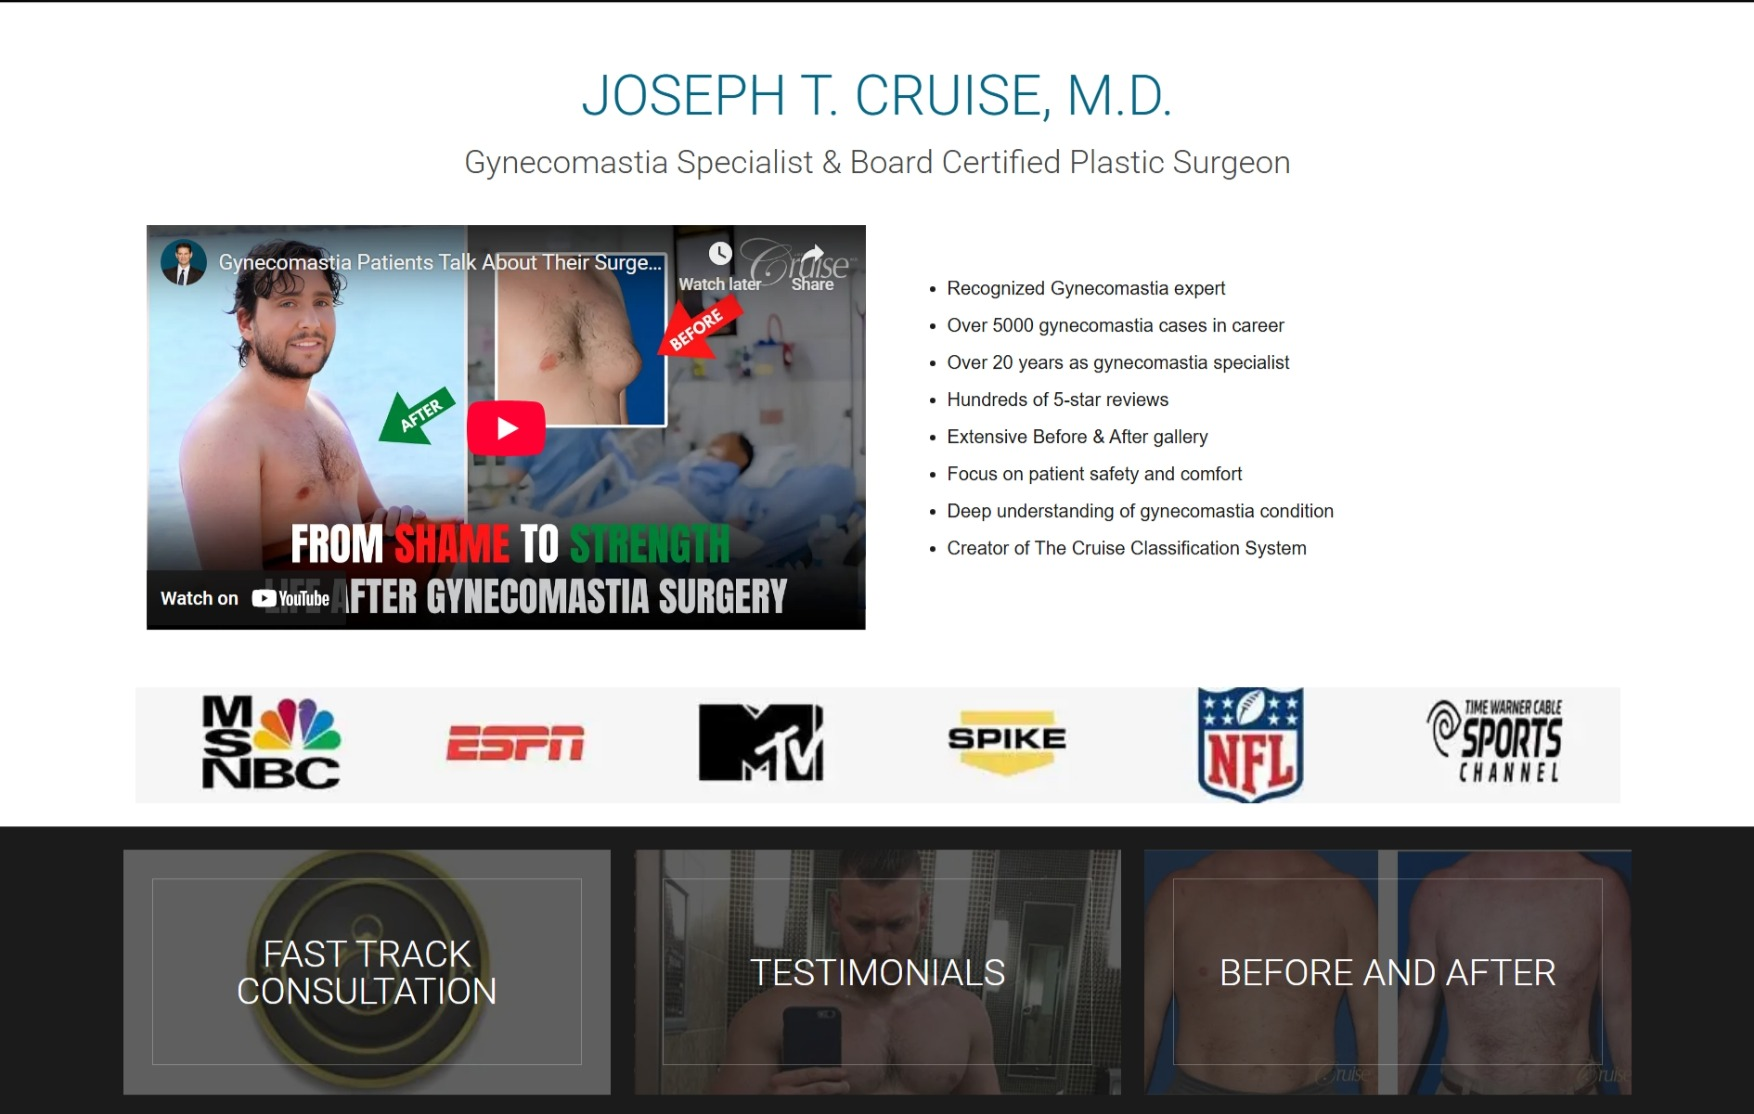 JOSEPH T. CRUISE, M.D.
Gynecomastia Specialist & Board Certified Plastic Surgeon
Gynecomastia Patients Talk About Their Surge...
Watch later
Share
Cruise
BEFORE
AFTER
FROM SHAME TO STRENGTH
LIFE AFTER GYNECOMASTIA SURGERY
Watch on YouTube
• Recognized Gynecomastia expert
• Over 5000 gynecomastia cases in career
• Over 20 years as gynecomastia specialist
• Hundreds of 5-star reviews
• Extensive Before & After gallery
• Focus on patient safety and comfort
• Deep understanding of gynecomastia condition
• Creator of The Cruise Classification System
MSNBC
ESPN
MTV
SPIKE
NFL
TIME WARNER CABLE
SPORTS
CHANNEL
FAST TRACK
CONSULTATION
TESTIMONIALS
BEFORE AND AFTER
Cruise
Cruise